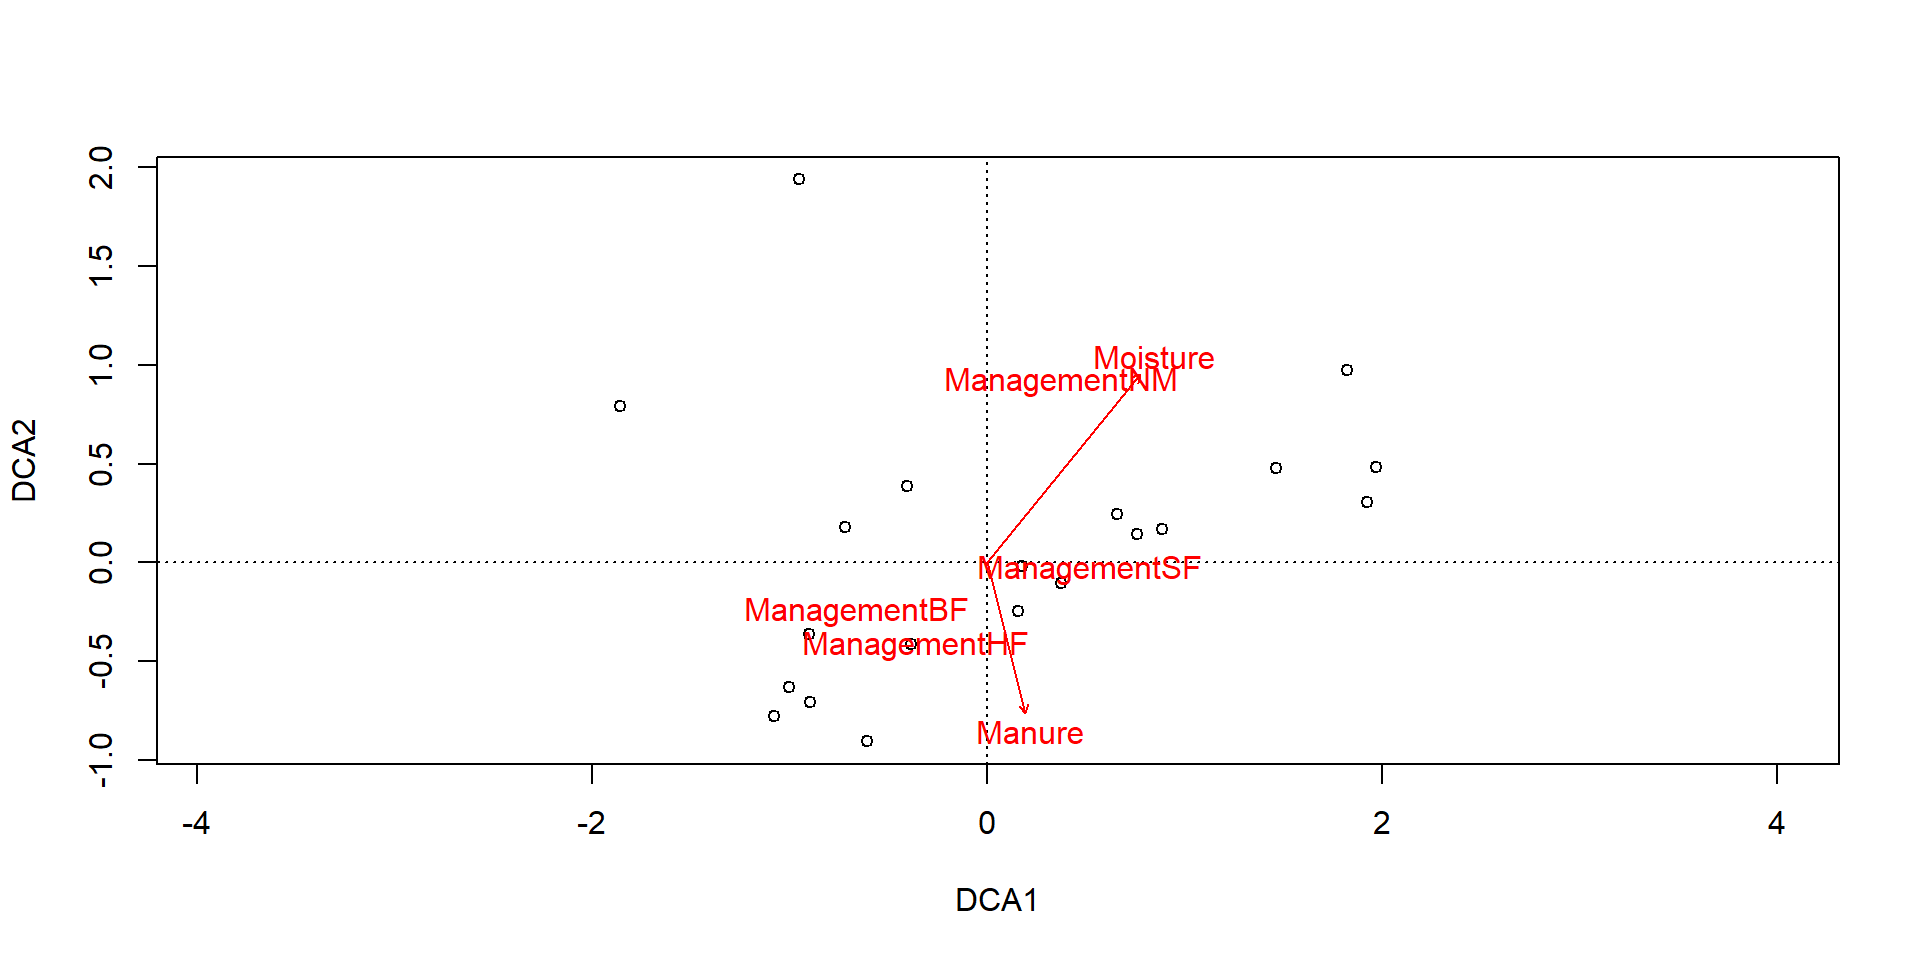 2.0
1.5
1.0
0.5
0.0
-0.5
-1.0
DCA2
Moisture
ManagementNM
ManagementSF
ManagementBF
ManagementHF
Manure
-4 -2 0 2 4
DCA1